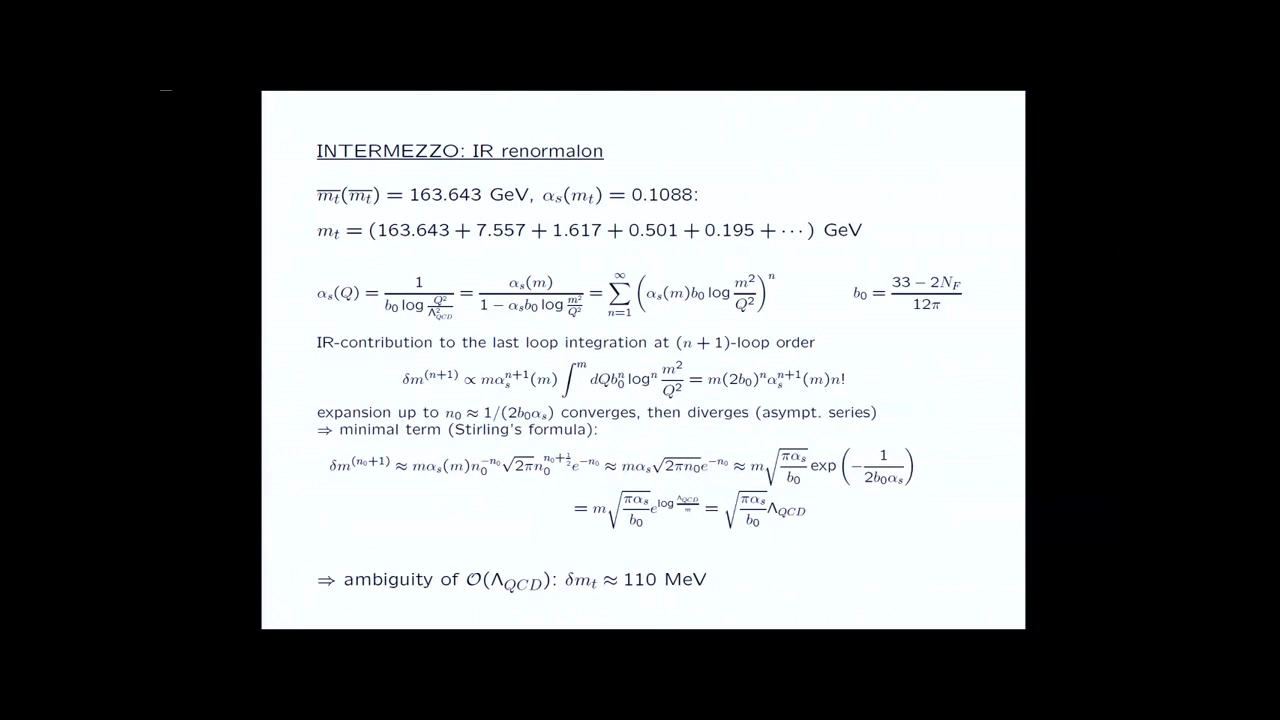 INTERMEZZO: IR renormalon
$\overline{m_t}(\overline{m_t}) = 163.643$ GeV, $\alpha_s(m_t) = 0.1088$:
$m_t = (163.643 + 7.557 + 1.617 + 0.501 + 0.195 + \cdots)$ GeV
$\alpha_s(Q) = \frac{1}{b_0 \log \frac{Q^2}{\Lambda^2_{QCD}}} = \frac{\alpha_s(m)}{1 - \alpha_s b_0 \log \frac{m^2}{Q^2}} = \sum_{n=1}^{\infty} \left(\alpha_s(m) b_0 \log \frac{m^2}{Q^2}\right)^n \quad b_0 = \frac{33 - 2N_F}{12\pi}$
IR-contribution to the last loop integration at $(n+1)$-loop order
$\delta m^{(n+1)} \propto m\alpha_s^{n+1}(m) \int^m dQ b_0^n \log^n \frac{m^2}{Q^2} = m(2b_0)^n \alpha_s^{n+1}(m) n!$
expansion up to $n_0 \approx 1/(2b_0\alpha_s)$ converges, then diverges (asympt. series)
$\Rightarrow$ minimal term (Stirling's formula):
$\delta m^{(n_0+1)} \approx m\alpha_s(m) n_0^{-n_0} \sqrt{2\pi} n_0^{n_0+\frac{1}{2}} e^{-n_0} \approx m\alpha_s \sqrt{2\pi n_0} e^{-n_0} \approx m \sqrt{\frac{\pi\alpha_s}{b_0}} \exp\left(-\frac{1}{2b_0\alpha_s}\right)$
$= m \sqrt{\frac{\pi\alpha_s}{b_0}} e^{\log \frac{\Lambda_{QCD}}{m}} = \sqrt{\frac{\pi\alpha_s}{b_0}} \Lambda_{QCD}$
$\Rightarrow$ ambiguity of $\mathcal{O}(\Lambda_{QCD})$: $\delta m_t \approx 110$ MeV